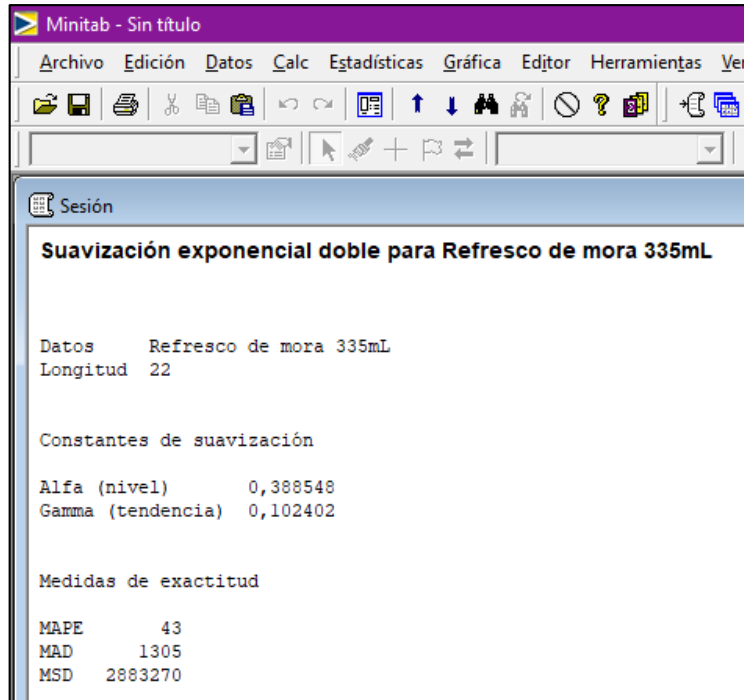 Minitab - Sin título
Archivo Edición Datos Calc Estadísticas Gráfica Editor Herramientas Ver
Sesión
Suavización exponencial doble para Refresco de mora 335mL
Datos Refresco de mora 335mL
Longitud 22
Constantes de suavización
Alfa (nivel) 0,388548
Gamma (tendencia) 0,102402
Medidas de exactitud
MAPE 43
MAD 1305
MSD 2883270